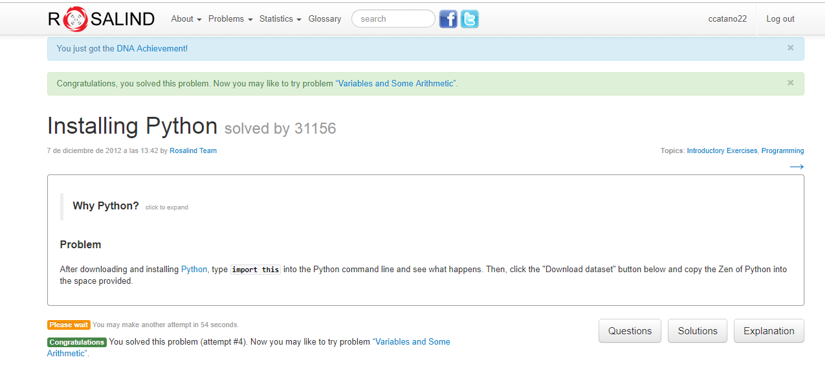 ROSALIND About Problems Statistics Glossary search ccatano22 Log out
You just got the DNA Achievement! ×
Congratulations, you solved this problem. Now you may like to try problem “Variables and Some Arithmetic”. ×
Installing Python solved by 31156
7 de diciembre de 2012 a las 13:42 by Rosalind Team Topics: Introductory Exercises, Programming
→
Why Python? click to expand
Problem
After downloading and installing Python, type import this into the Python command line and see what happens. Then, click the "Download dataset" button below and copy the Zen of Python into
the space provided.
Please wait You may make another attempt in 54 seconds.
Questions Solutions Explanation
Congratulations You solved this problem (attempt #4). Now you may like to try problem “Variables and Some
Arithmetic”.